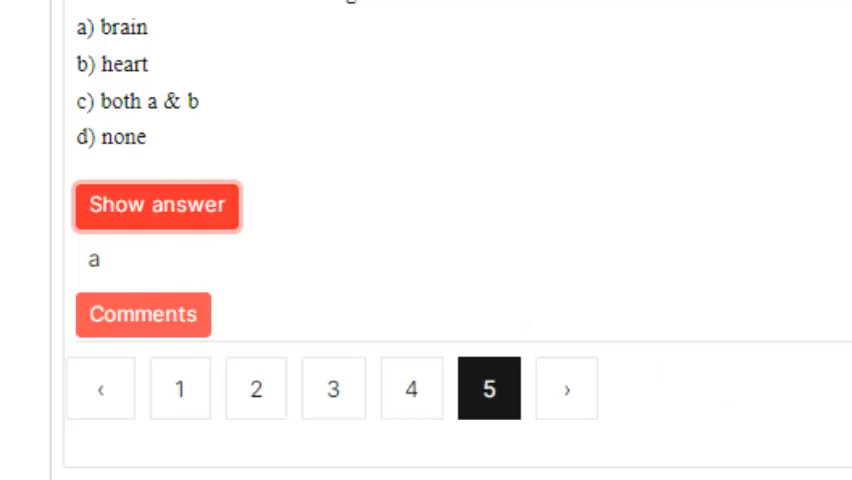 a) brain
b) heart
c) both a & b
d) none
Show answer
a
Comments
‹ 1 2 3 4 5 ›